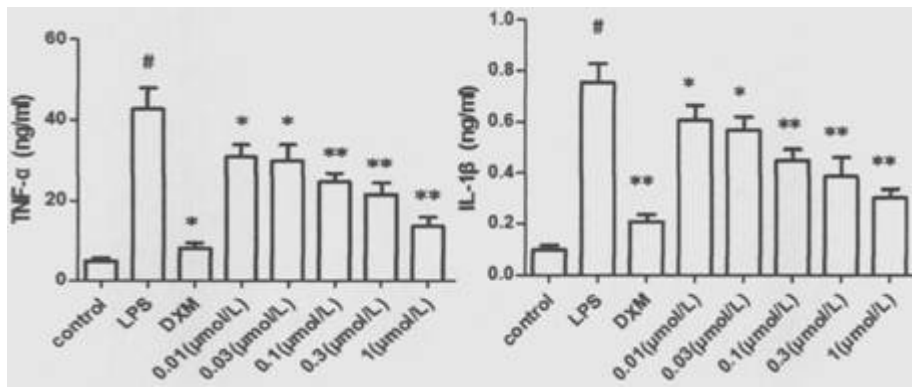 TNF-α (ng/ml)
60
40
20
0
#
*
*
*
**
**
**
control
LPS
DXM
0.01(μmol/L)
0.03(μmol/L)
0.1(μmol/L)
0.3(μmol/L)
1(μmol/L)
IL-1β (ng/ml)
1.0
0.8
0.6
0.4
0.2
0.0
#
**
*
*
**
**
**
control
LPS
DXM
0.01(μmol/L)
0.03(μmol/L)
0.1(μmol/L)
0.3(μmol/L)
1(μmol/L)